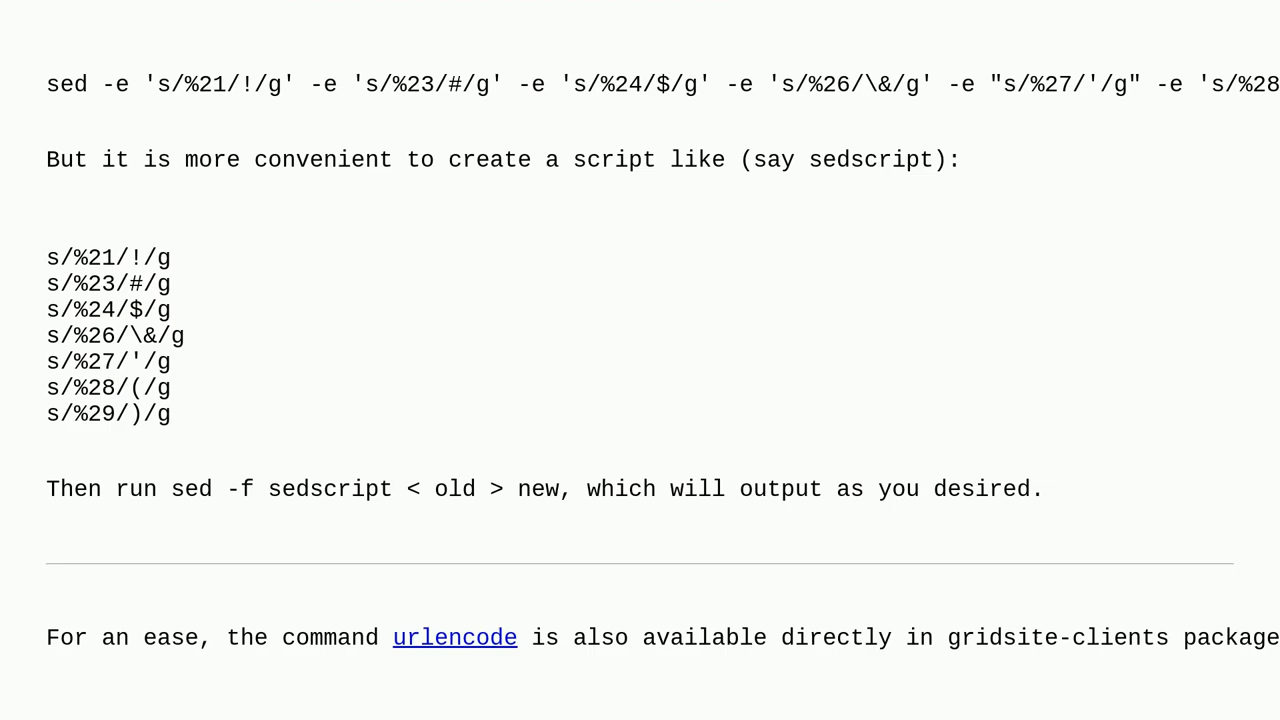 sed -e 's/%21/!/g' -e 's/%23/#/g' -e 's/%24/$/g' -e 's/%26/\&/g' -e "s/%27/'/g" -e 's/%28
But it is more convenient to create a script like (say sedscript):
s/%21/!/g
s/%23/#/g
s/%24/$/g
s/%26/\&/g
s/%27/'/g
s/%28/(/g
s/%29/)/g
Then run sed -f sedscript < old > new, which will output as you desired.
For an ease, the command urlencode is also available directly in gridsite-clients package